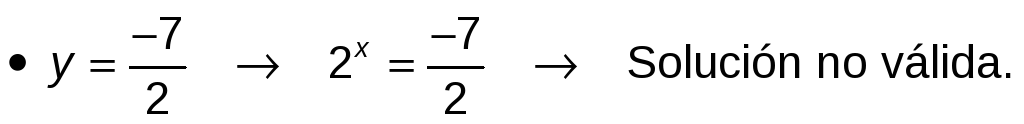 • y = −7/2 → 2^x = −7/2 → Solución no válida.